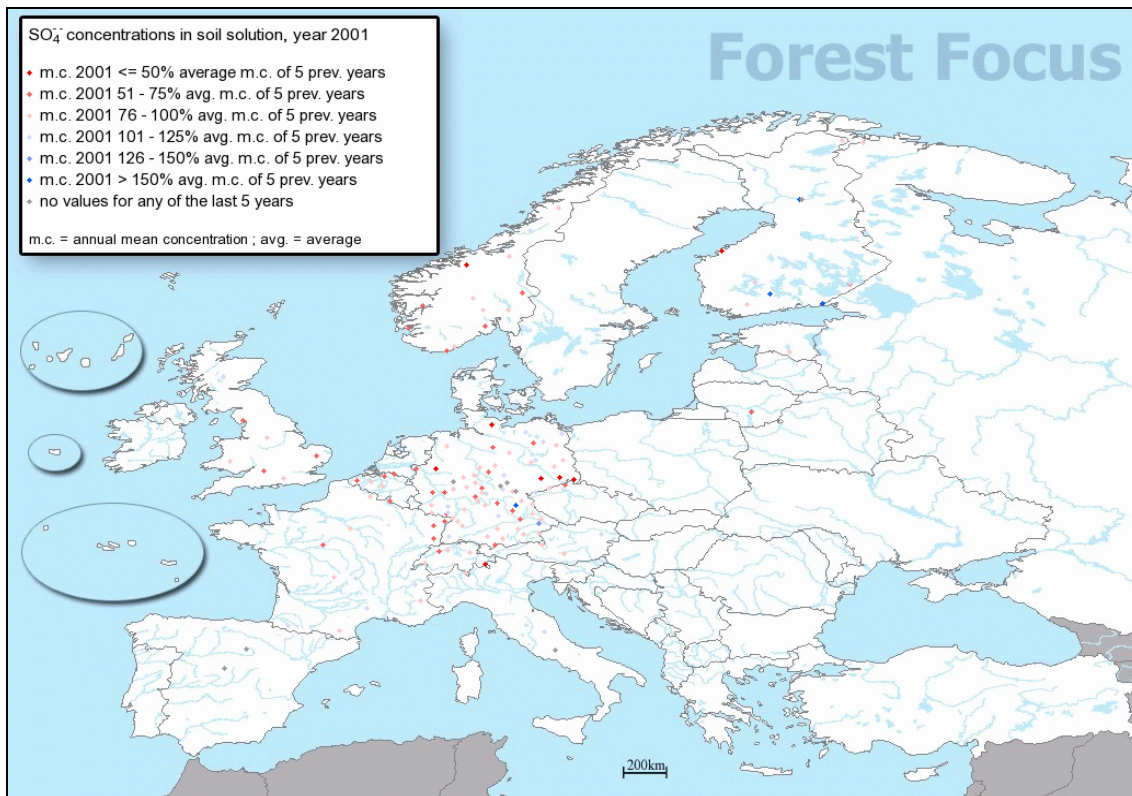 SO₄⁻⁻ concentrations in soil solution, year 2001
m.c. 2001 <= 50% average m.c. of 5 prev. years
m.c. 2001 51 - 75% avg. m.c. of 5 prev. years
m.c. 2001 76 - 100% avg. m.c. of 5 prev. years
m.c. 2001 101 - 125% avg. m.c. of 5 prev. years
m.c. 2001 126 - 150% avg. m.c. of 5 prev. years
m.c. 2001 > 150% avg. m.c. of 5 prev. years
no values for any of the last 5 years
m.c. = annual mean concentration ; avg. = average
Forest Focus
200km